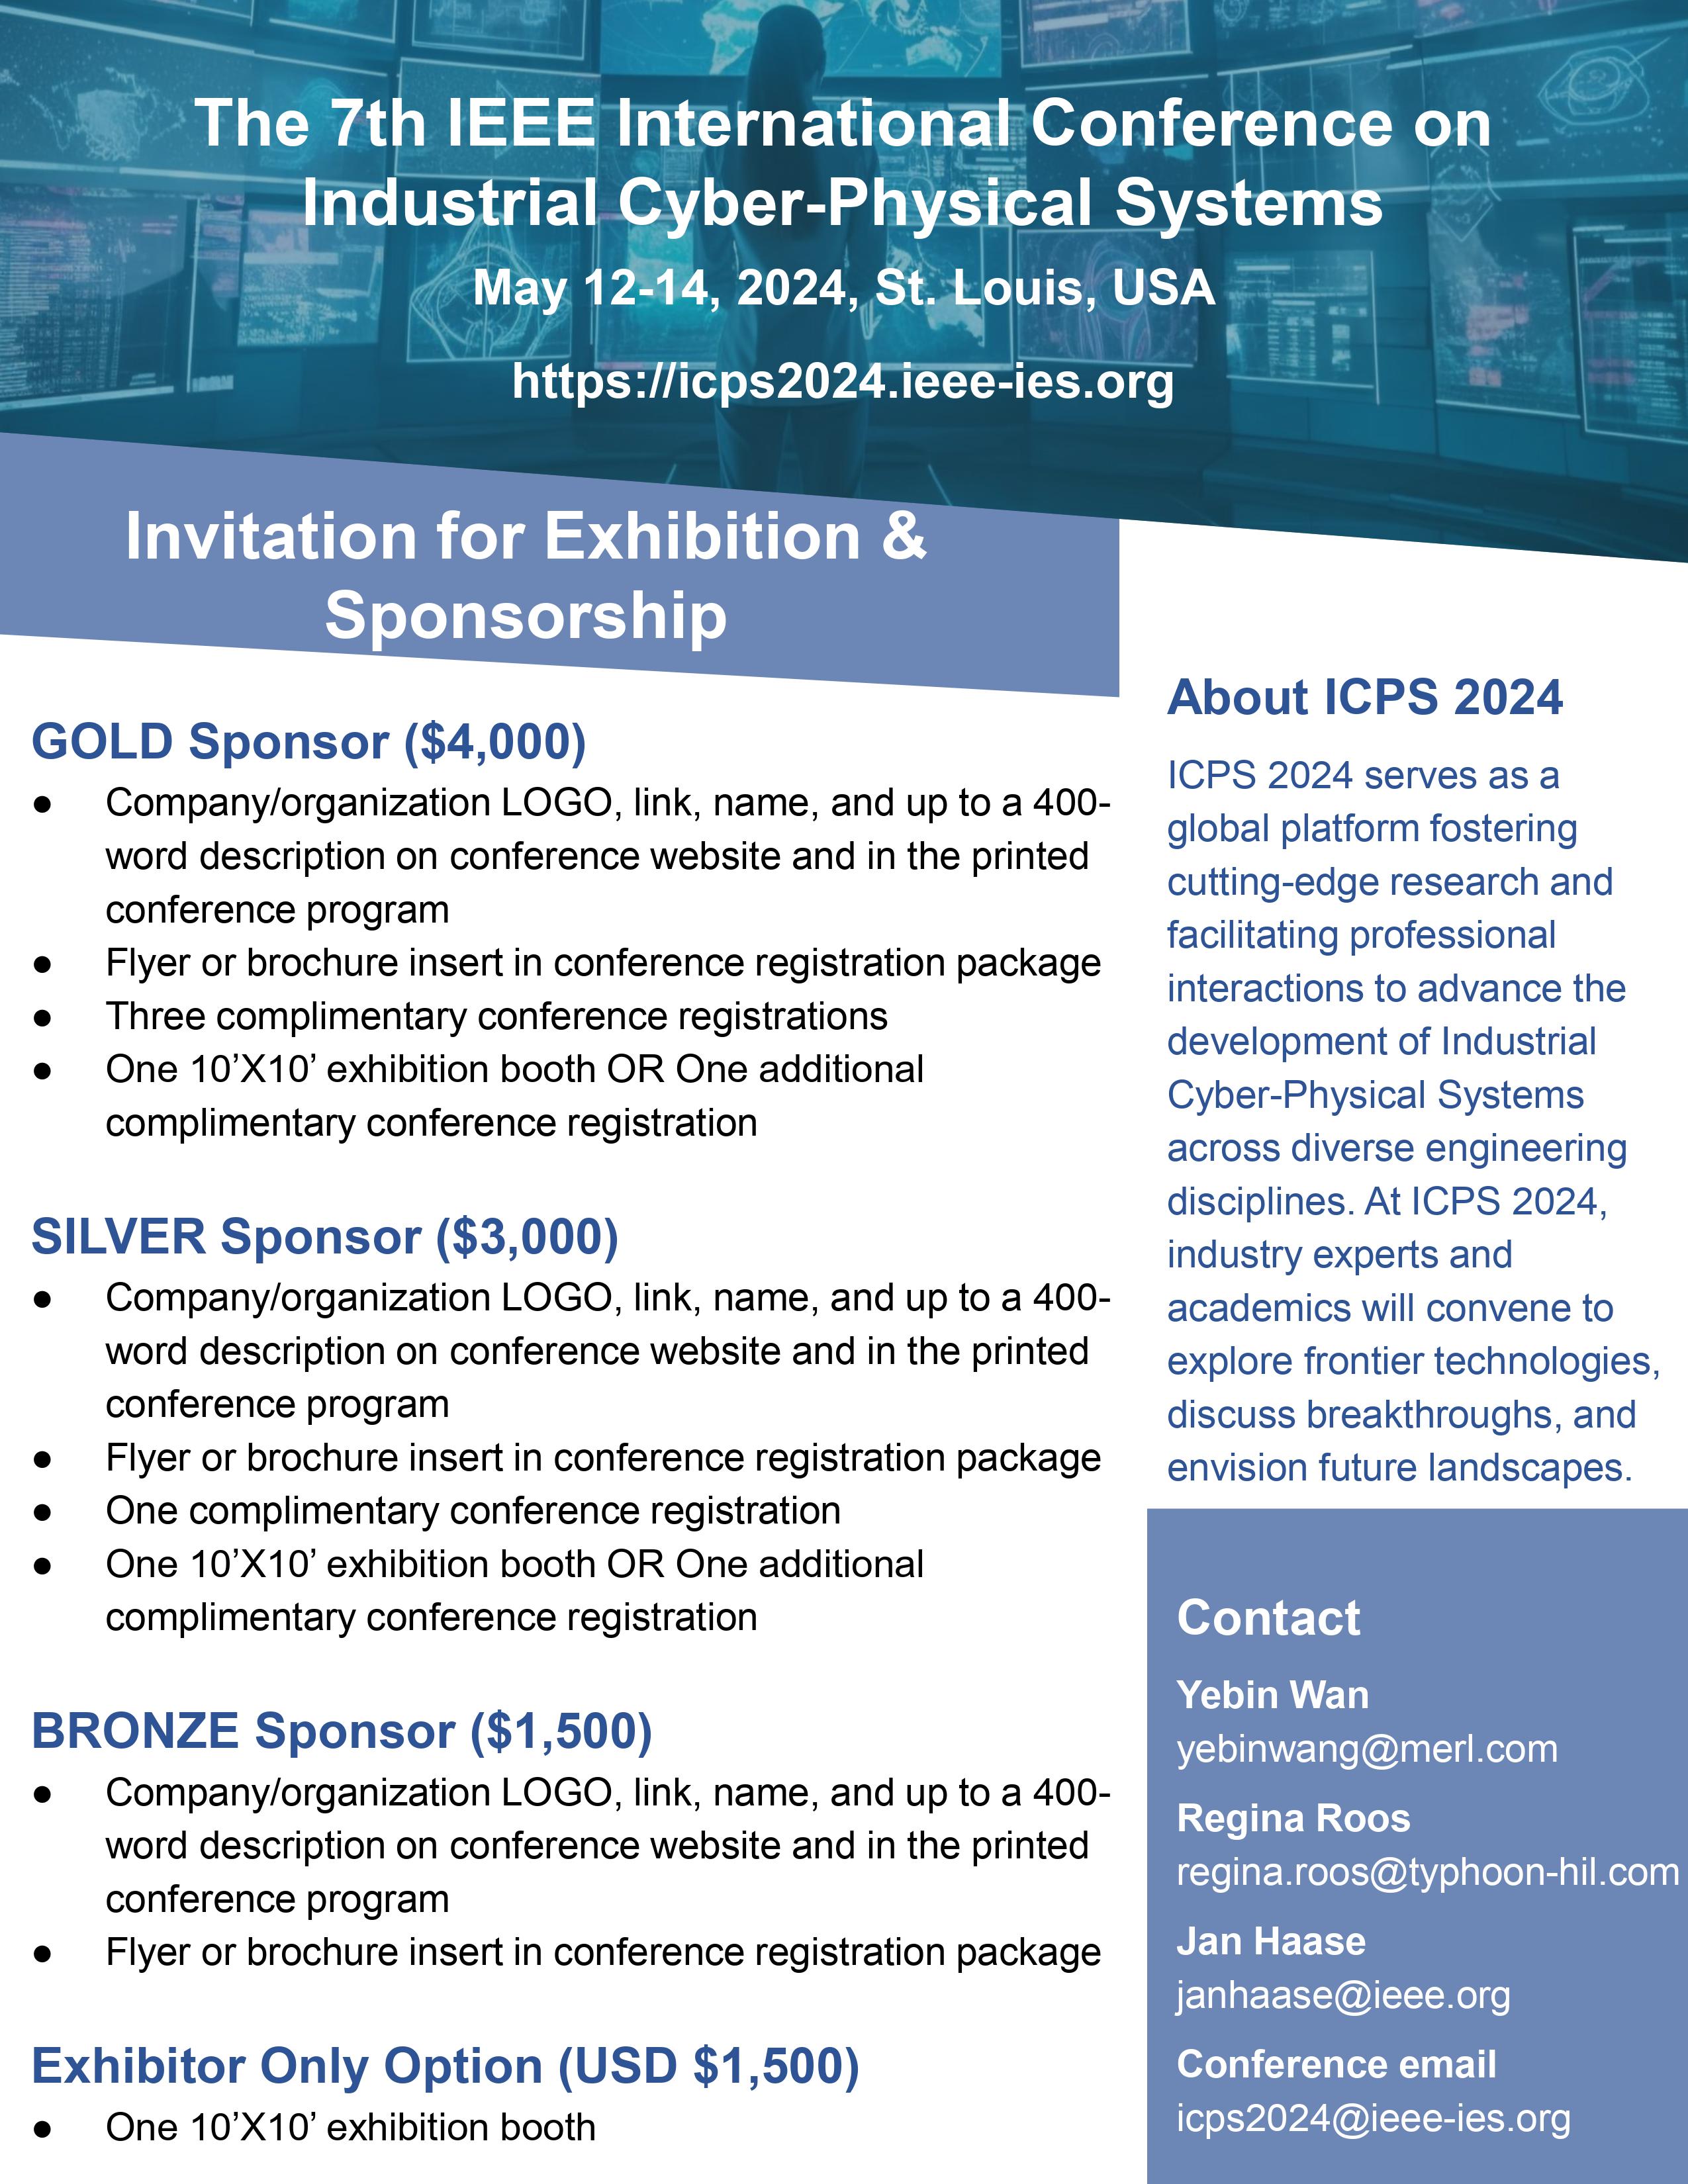 The 7th IEEE International Conference on
Industrial Cyber-Physical Systems
May 12-14, 2024, St. Louis, USA
https://icps2024.ieee-ies.org
Invitation for Exhibition &
Sponsorship
GOLD Sponsor ($4,000)
● Company/organization LOGO, link, name, and up to a 400-
word description on conference website and in the printed
conference program
● Flyer or brochure insert in conference registration package
● Three complimentary conference registrations
● One 10’X10’ exhibition booth OR One additional
complimentary conference registration
SILVER Sponsor ($3,000)
● Company/organization LOGO, link, name, and up to a 400-
word description on conference website and in the printed
conference program
● Flyer or brochure insert in conference registration package
● One complimentary conference registration
● One 10’X10’ exhibition booth OR One additional
complimentary conference registration
BRONZE Sponsor ($1,500)
● Company/organization LOGO, link, name, and up to a 400-
word description on conference website and in the printed
conference program
● Flyer or brochure insert in conference registration package
Exhibitor Only Option (USD $1,500)
● One 10’X10’ exhibition booth
About ICPS 2024
ICPS 2024 serves as a
global platform fostering
cutting-edge research and
facilitating professional
interactions to advance the
development of Industrial
Cyber-Physical Systems
across diverse engineering
disciplines. At ICPS 2024,
industry experts and
academics will convene to
explore frontier technologies,
discuss breakthroughs, and
envision future landscapes.
Contact
Yebin Wan
yebinwang@merl.com
Regina Roos
regina.roos@typhoon-hil.com
Jan Haase
janhaase@ieee.org
Conference email
icps2024@ieee-ies.org